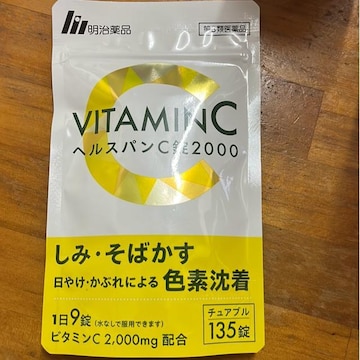 明治薬品
第3類医薬品
VITAMINC
ヘルスパンC錠2000
しみ・そばかす
日やけ・かぶれによる 色素沈着
1日9錠 (水なしで服用できます)
ビタミンC 2,000mg 配合
チュアブル
135錠